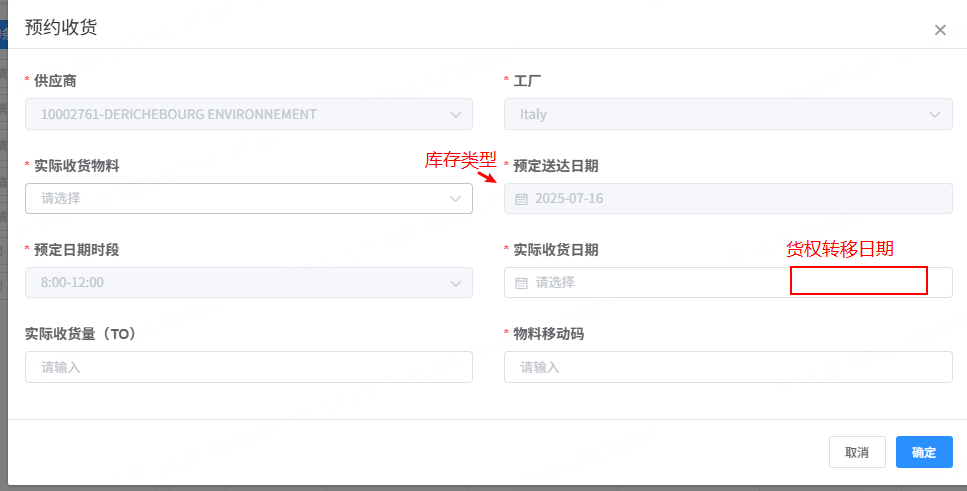 预约收货
* 供应商
* 工厂
10002761-DERICHEBOURG ENVIRONNEMENT
Italy
* 实际收货物料
库存类型
* 预定送达日期
请选择
2025-07-16
* 预定日期时段
* 实际收货日期
货权转移日期
8:00-12:00
请选择
实际收货量（TO）
* 物料移动码
请输入
请输入
取消
确定